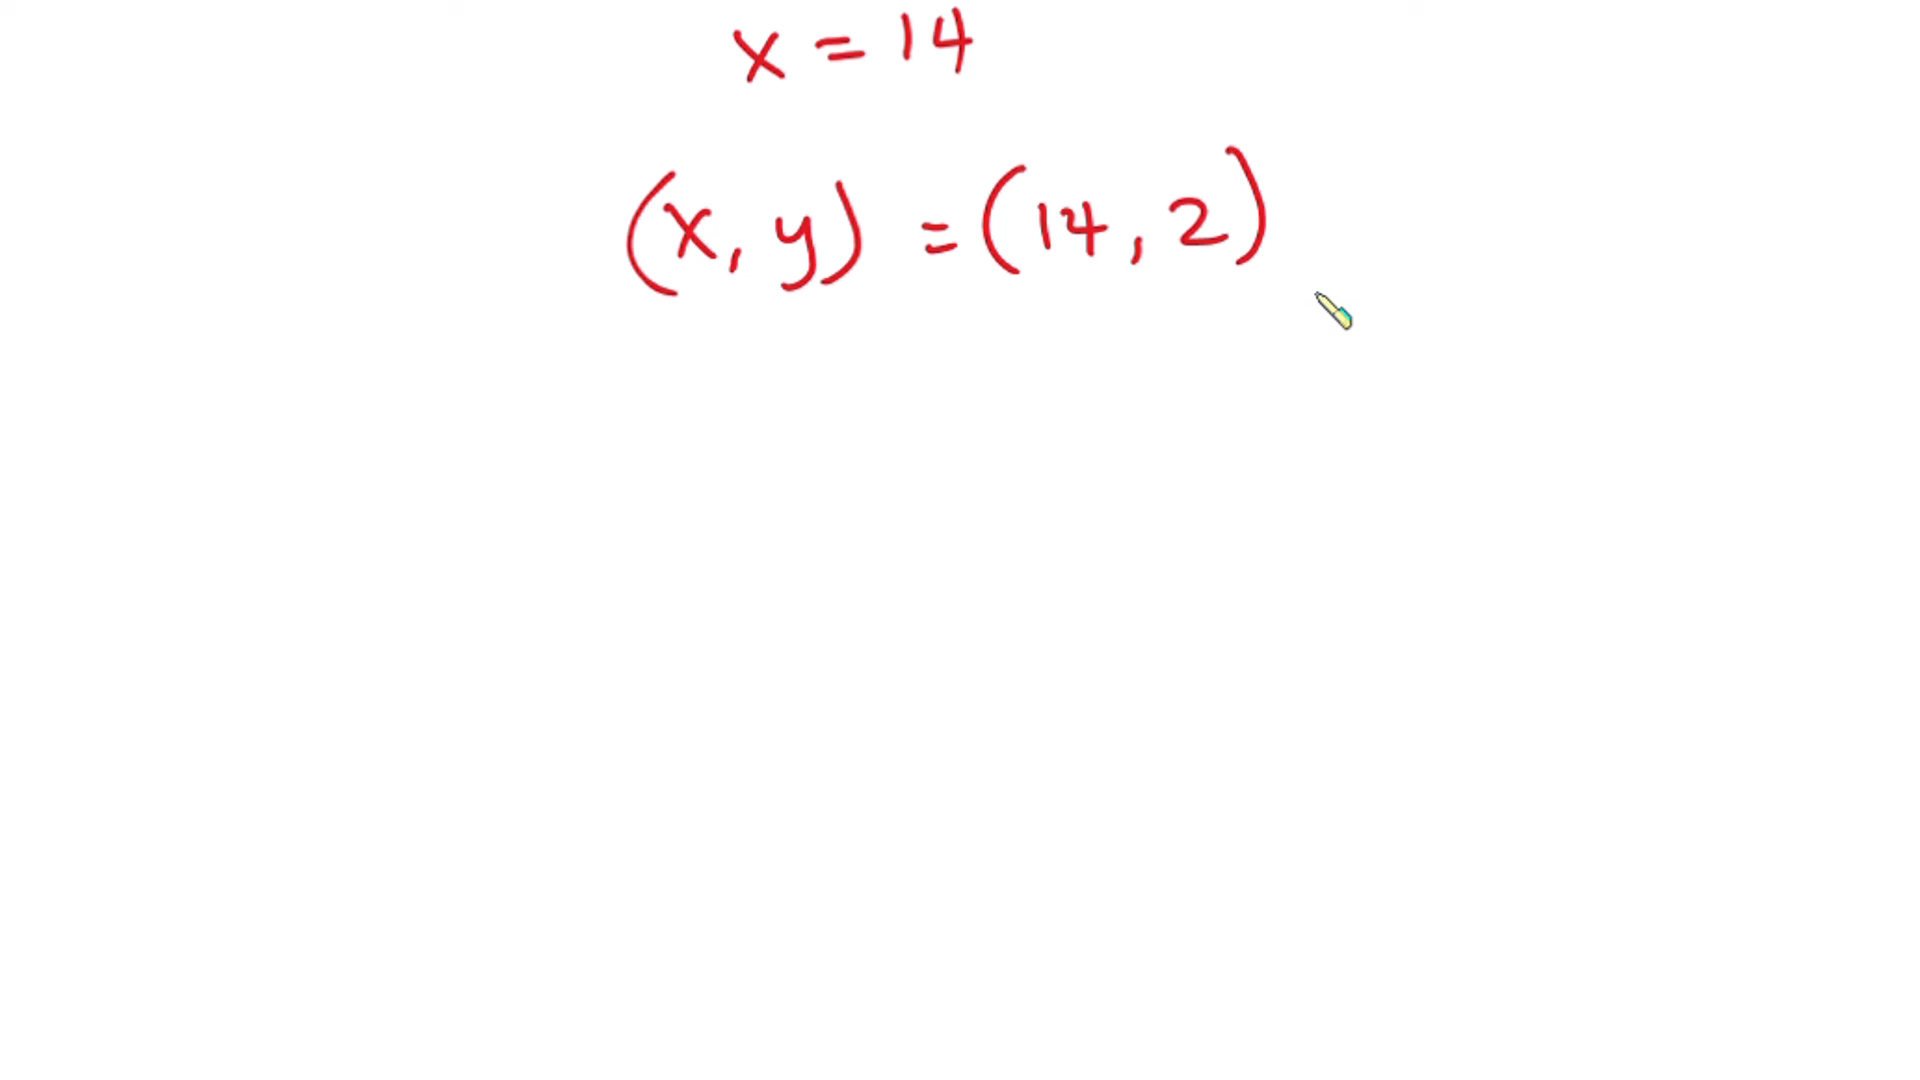 x = 14
(x, y) = (14, 2)